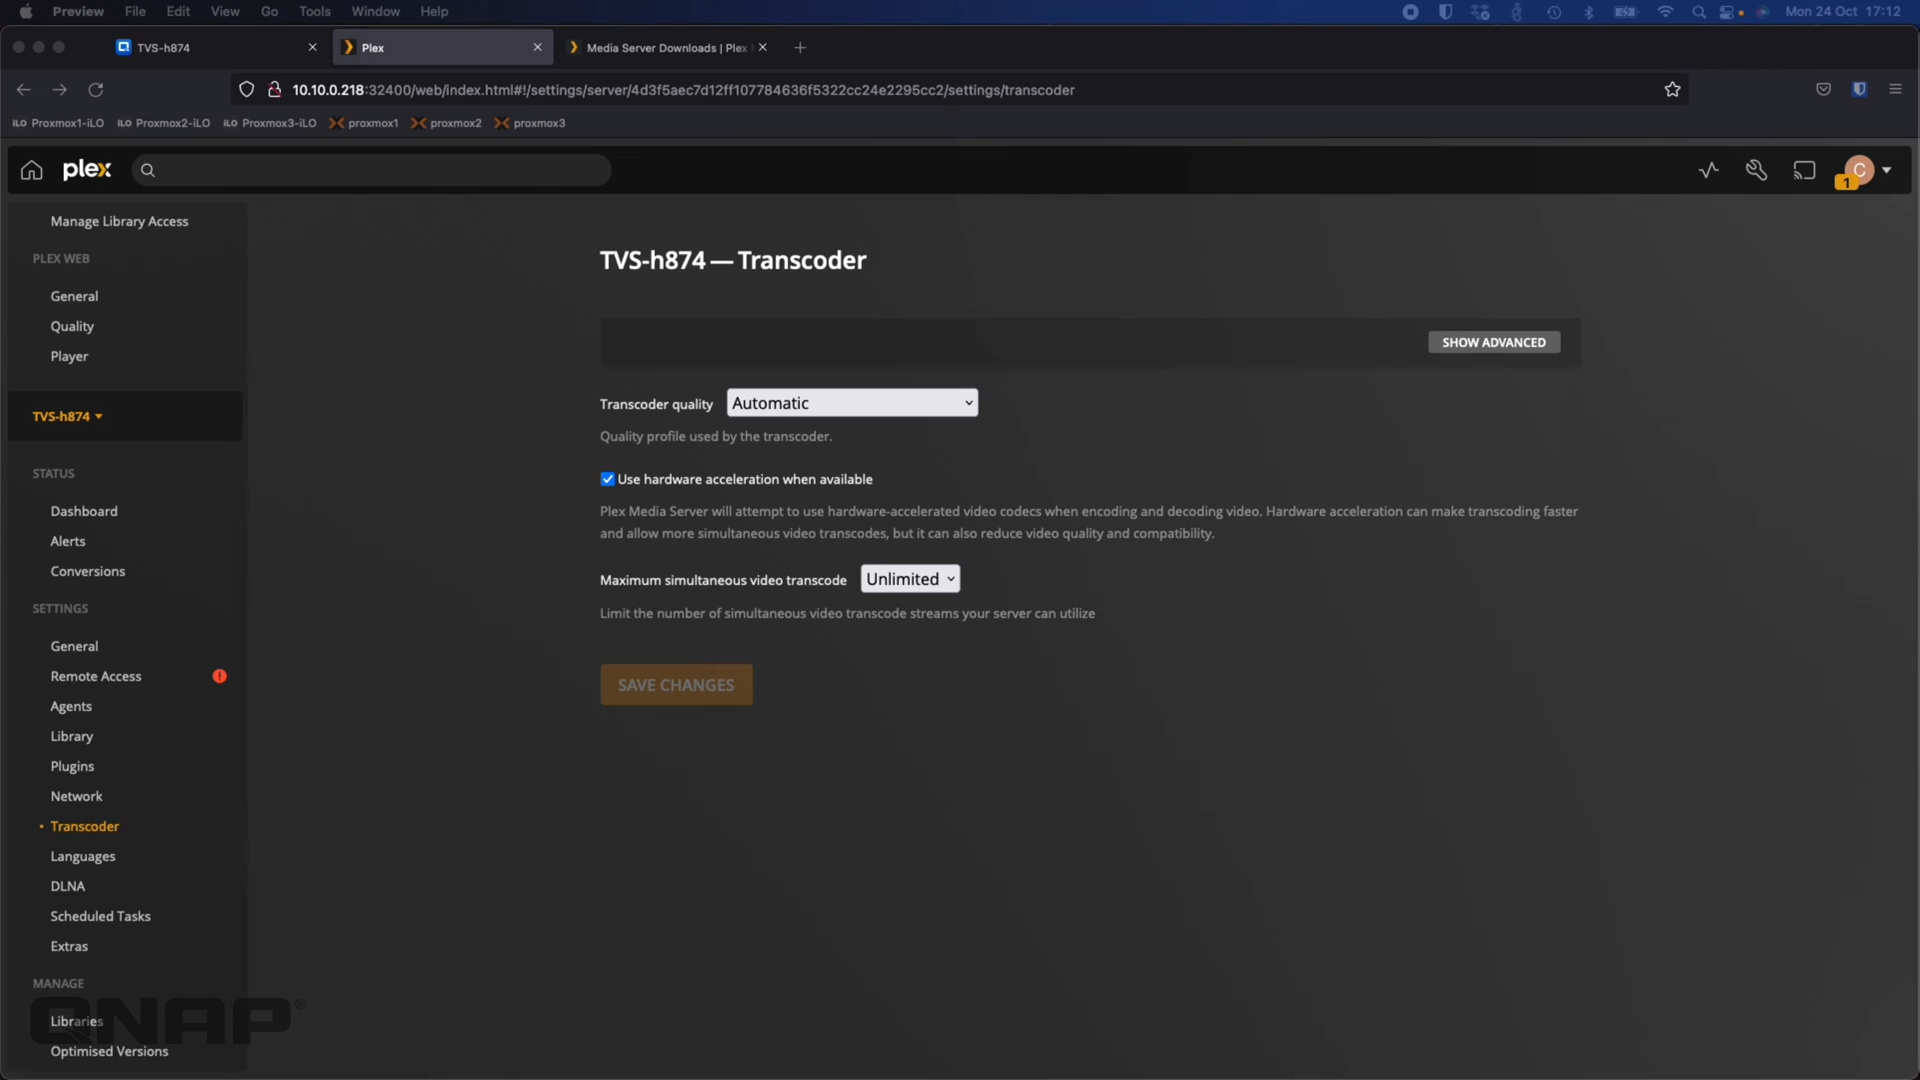 Preview File Edit View Go Tools Window Help Mon 24 Oct 17:12
TVS-h874 Plex Media Server Downloads | Plex
10.10.0.218:32400/web/index.html#!/settings/server/4d3f5aec7d12ff107784636f5322cc24e2295cc2/settings/transcoder
iLO Proxmox1-iLO iLO Proxmox2-iLO iLO Proxmox3-iLO proxmox1 proxmox2 proxmox3
plex C 1
Manage Library Access
PLEX WEB
General
Quality
Player
TVS-h874
STATUS
Dashboard
Alerts
Conversions
SETTINGS
General
Remote Access !
Agents
Library
Plugins
Network
Transcoder
Languages
DLNA
Scheduled Tasks
Extras
MANAGE
Libraries
Optimised Versions
QNAP®
TVS-h874 — Transcoder
SHOW ADVANCED
Transcoder quality Automatic
Quality profile used by the transcoder.
Use hardware acceleration when available
Plex Media Server will attempt to use hardware-accelerated video codecs when encoding and decoding video. Hardware acceleration can make transcoding faster
and allow more simultaneous video transcodes, but it can also reduce video quality and compatibility.
Maximum simultaneous video transcode Unlimited
Limit the number of simultaneous video transcode streams your server can utilize
SAVE CHANGES